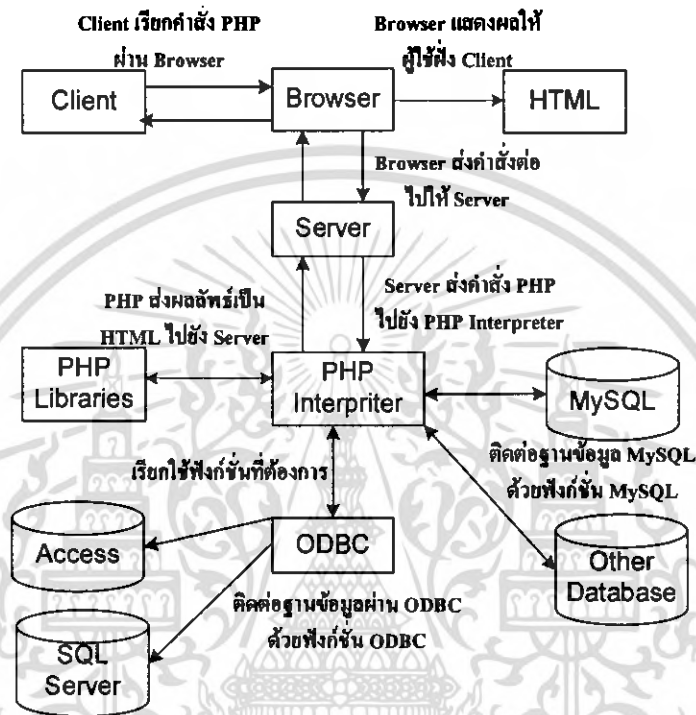 Client เรียกคำสั่ง PHP
ผ่าน Browser
Browser แสดงผลให้
ผู้ใช้ฝั่ง Client
Client
Browser
HTML
Browser ส่งคำสั่งต่อ
ไปให้ Server
Server
PHP ส่งผลลัพธ์เป็น
HTML ไปยัง Server
Server ส่งคำสั่ง PHP
ไปยัง PHP Interpreter
PHP
Libraries
PHP
Interpriter
MySQL
ติดต่อฐานข้อมูล MySQL
ด้วยฟังก์ชั่น MySQL
เรียกใช้ฟังก์ชั่นที่ต้องการ
Access
ODBC
Other
Database
ติดต่อฐานข้อมูลผ่าน ODBC
ด้วยฟังก์ชั่น ODBC
SQL
Server